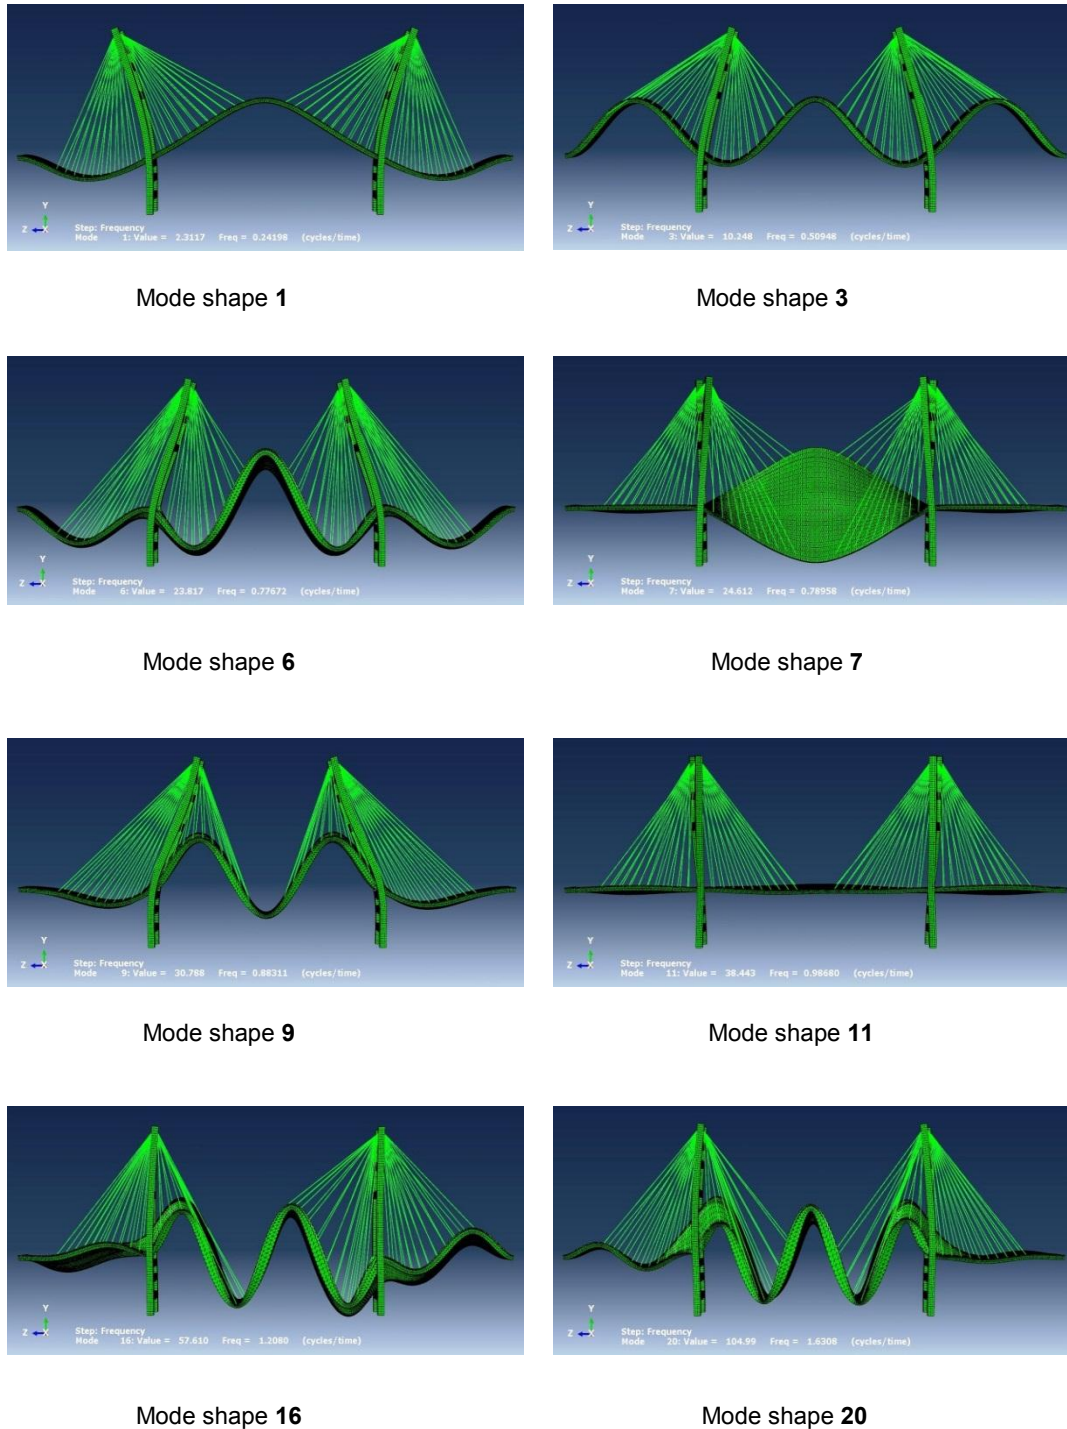 Y
Z
X
Step: Frequency
Mode 1: Value = 2.3117 Freq = 0.24198 (cycles/time)
Y
Z
X
Step: Frequency
Mode 3: Value = 10.248 Freq = 0.50948 (cycles/time)
Mode shape 1
Mode shape 3
Y
Z
X
Step: Frequency
Mode 6: Value = 23.817 Freq = 0.77672 (cycles/time)
Y
Z
X
Step: Frequency
Mode 7: Value = 24.612 Freq = 0.78958 (cycles/time)
Mode shape 6
Mode shape 7
Y
Z
X
Step: Frequency
Mode 9: Value = 30.788 Freq = 0.88311 (cycles/time)
Y
Z
X
Step: Frequency
Mode 11: Value = 38.443 Freq = 0.98680 (cycles/time)
Mode shape 9
Mode shape 11
Y
Z
X
Step: Frequency
Mode 16: Value = 57.610 Freq = 1.2080 (cycles/time)
Y
Z
X
Step: Frequency
Mode 20: Value = 104.99 Freq = 1.6308 (cycles/time)
Mode shape 16
Mode shape 20